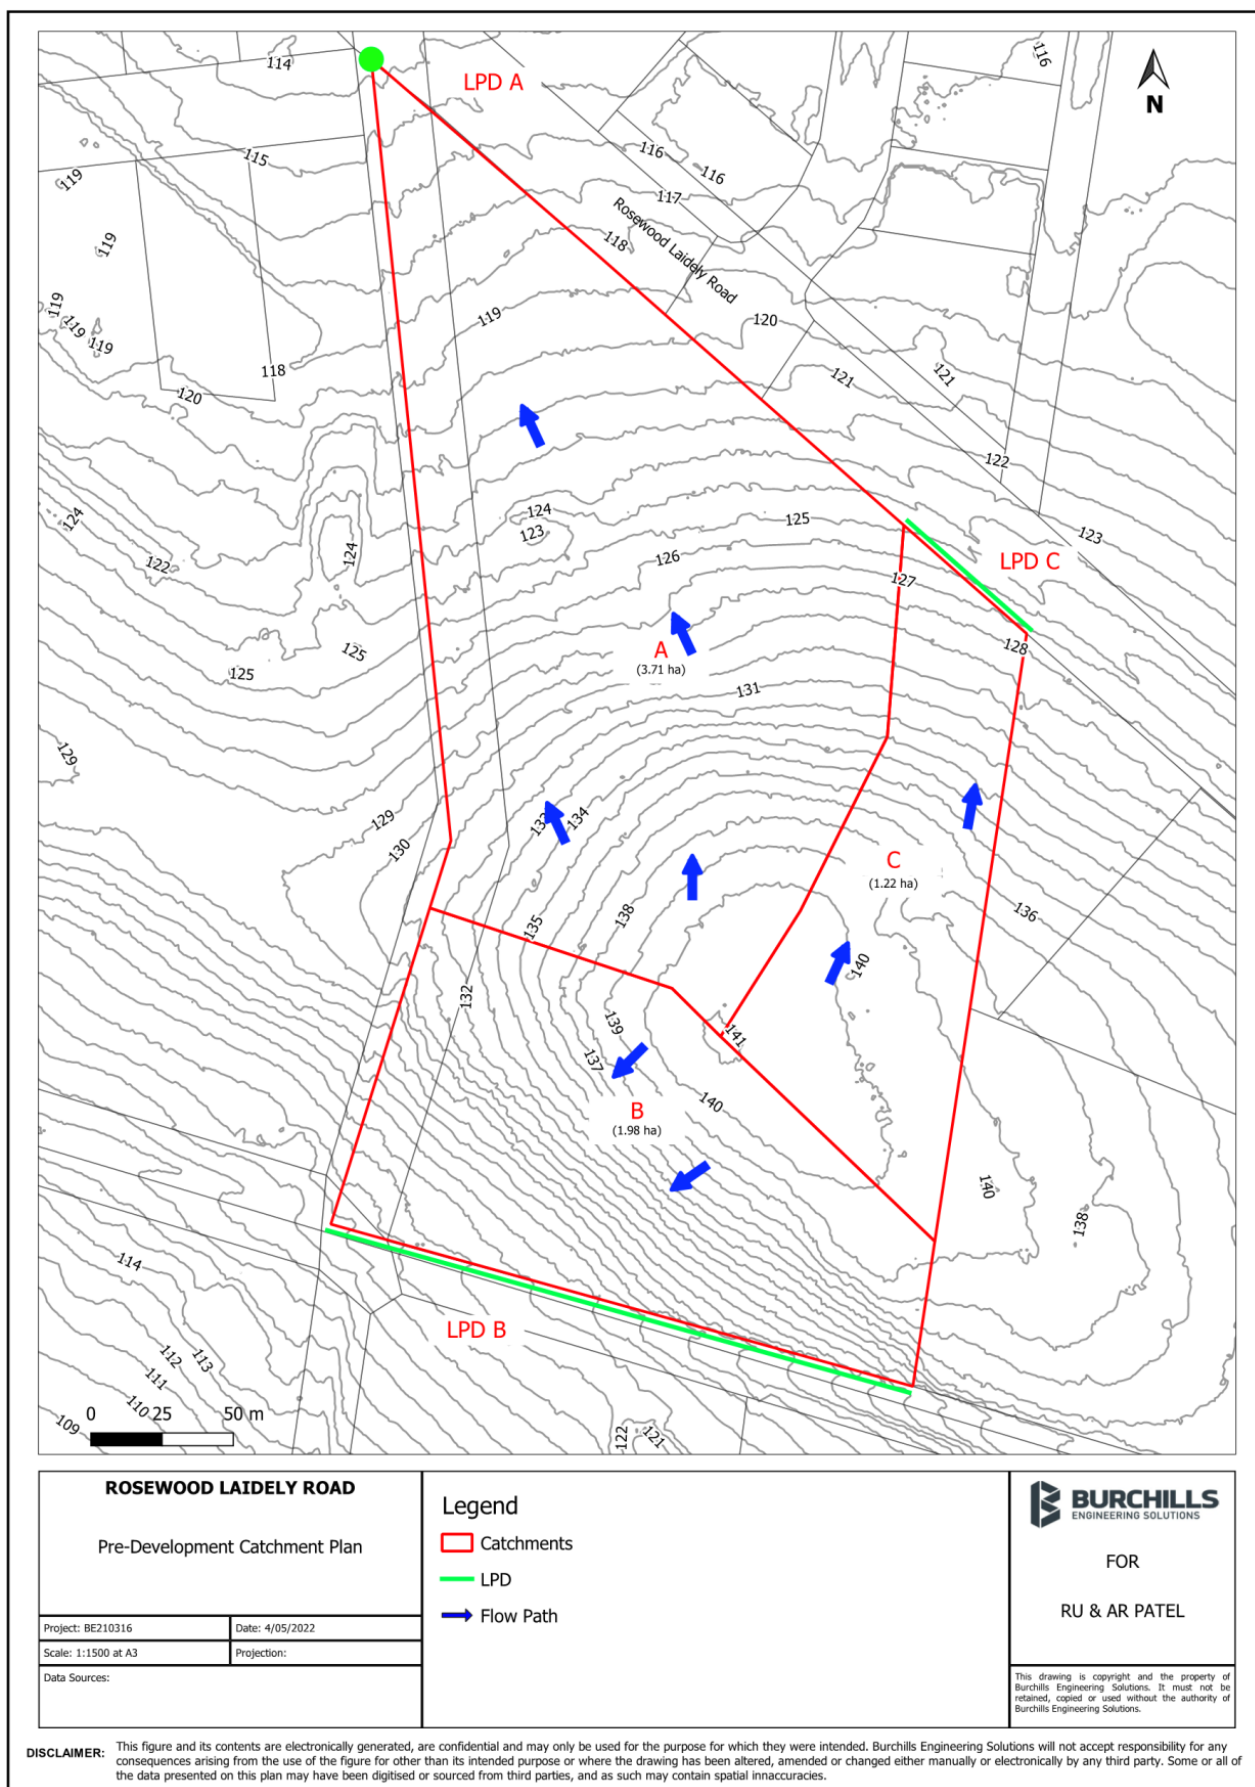 114
LPD A
116
N
115
116
119
116
117
Rosewood Laidely Road
118
119
119
119
119
119
120
118
121
121
120
122
124
125
123
124
123
122
124
126
127
LPD C
128
125
A
(3.71 ha)
125
131
129
129
134
130
C
(1.22 ha)
138
136
135
140
132
139
141
137
140
B
(1.98 ha)
140
138
114
LPD B
112
113
111
110
109
122
121
0 25 50 m
ROSEWOOD LAIDELY ROAD
Pre-Development Catchment Plan
Project: BE210316
Date: 4/05/2022
Scale: 1:1500 at A3
Projection:
Data Sources:
Legend
Catchments
LPD
Flow Path
BURCHILLS
ENGINEERING SOLUTIONS
FOR
RU & AR PATEL
This drawing is copyright and the property of
Burchills Engineering Solutions. It must not be
retained, copied or used without the authority of
Burchills Engineering Solutions.
DISCLAIMER:
This figure and its contents are electronically generated, are confidential and may only be used for the purpose for which they were intended. Burchills Engineering Solutions will not accept responsibility for any
consequences arising from the use of the figure for other than its intended purpose or where the drawing has been altered, amended or changed either manually or electronically by any third party. Some or all of
the data presented on this plan may have been digitised or sourced from third parties, and as such may contain spatial innaccuracies.